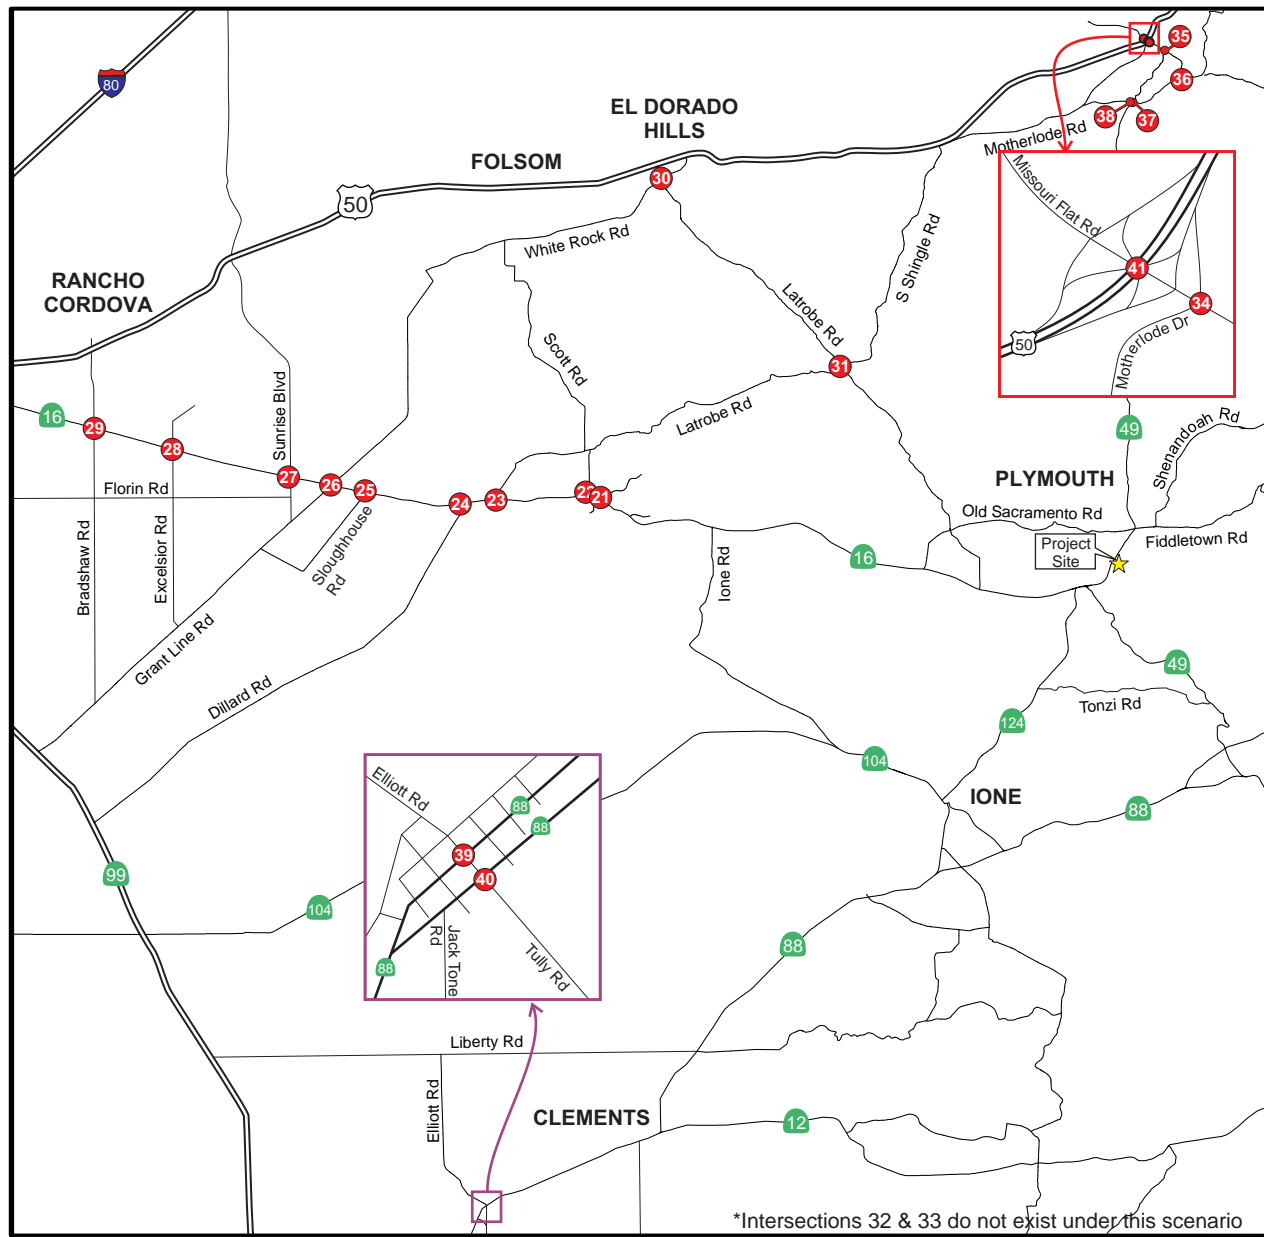 80
EL DORADO
HILLS
FOLSOM
50
RANCHO
CORDOVA
30
White Rock Rd
Latrobe Rd
S Shingle Rd
Motherlode Rd
35
36
38
37
Missouri Flat Rd
41
34
50
Motherlode Dr
Scott Rd
31
Latrobe Rd
49
Shenandoah Rd
PLYMOUTH
Old Sacramento Rd
Fiddletown Rd
Project
Site
16
29
28
27
26
25
24
23
22
21
Sunrise Blvd
Florin Rd
Bradshaw Rd
Excelsior Rd
Sloughhouse
Rd
Grant Line Rd
Dillard Rd
Ione Rd
16
49
Tonzi Rd
124
104
IONE
88
99
104
Elliott Rd
88
88
39
40
88
Jack Tone
Rd
Tully Rd
88
Liberty Rd
Elliott Rd
CLEMENTS
12
*Intersections 32 & 33 do not exist under this scenario